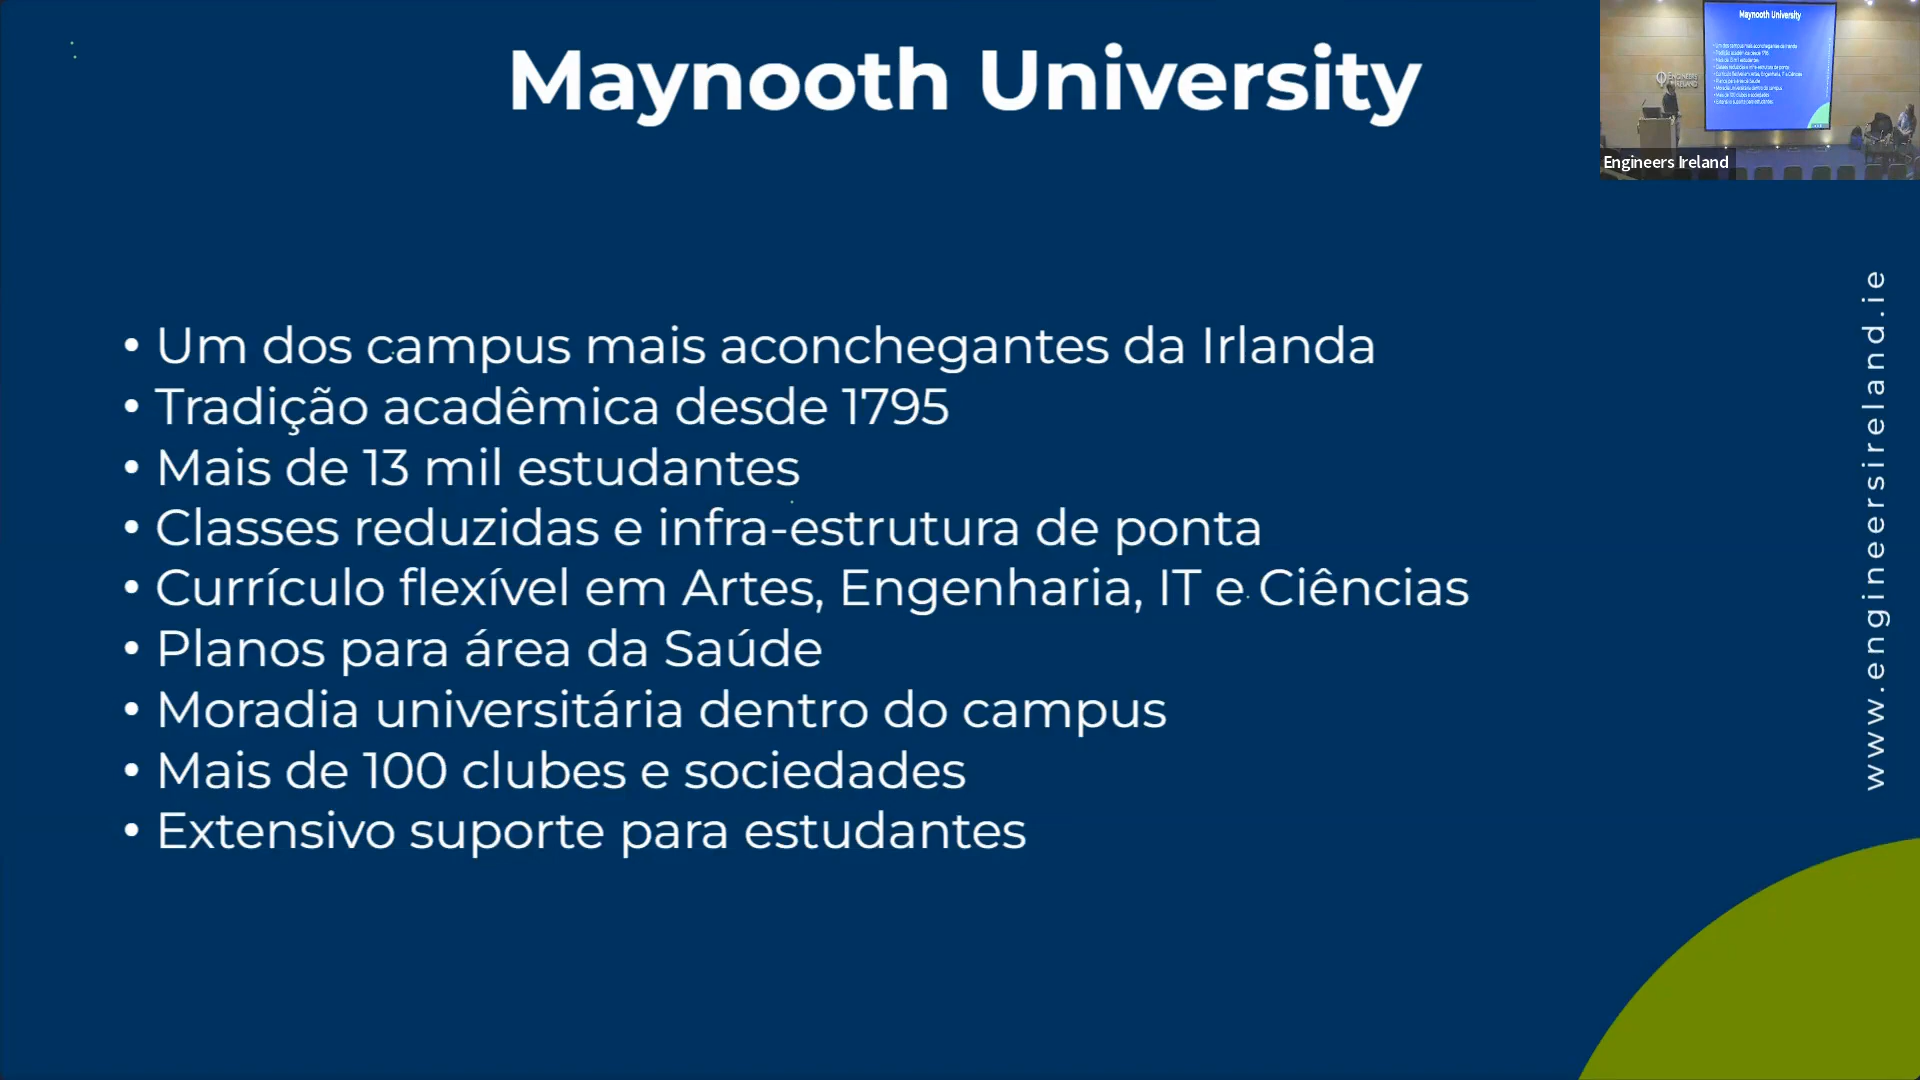 Maynooth University
• Um dos campus mais aconchegantes da Irlanda
• Tradição acadêmica desde 1795
• Mais de 13 mil estudantes
• Classes reduzidas e infra-estrutura de ponta
• Currículo flexível em Artes, Engenharia, IT e Ciências
• Planos para área da Saúde
• Moradia universitária dentro do campus
• Mais de 100 clubes e sociedades
• Extensivo suporte para estudantes
www.engineersireland.ie
Maynooth University
ENGINEERS
IRELAND
Engineers Ireland